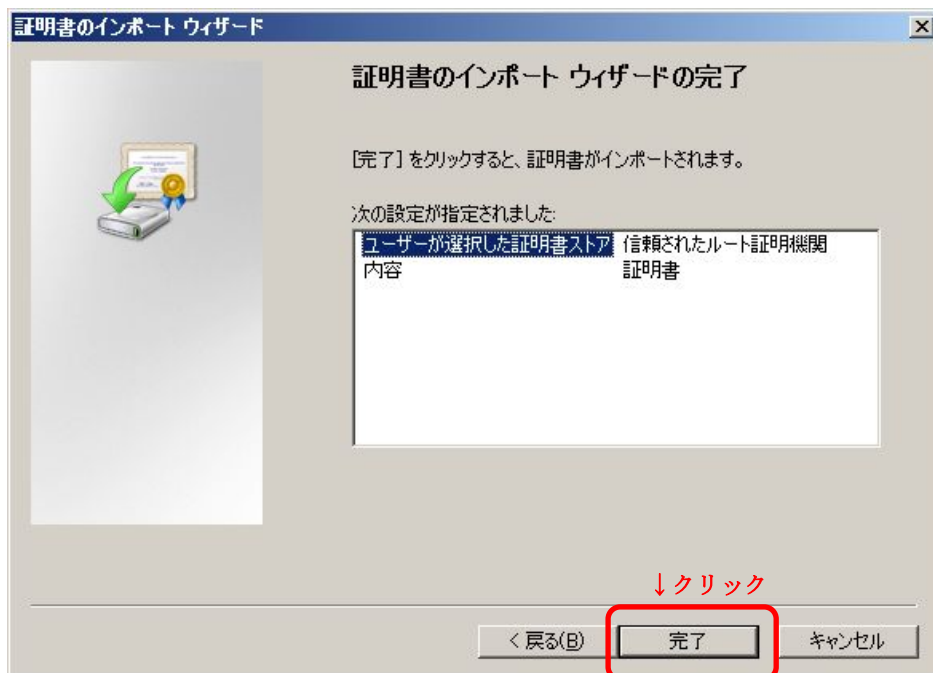 証明書のインポート ウィザード
証明書のインポート ウィザードの完了
[完了] をクリックすると、証明書がインポートされます。
次の設定が指定されました:
ユーザーが選択した証明書ストア 信頼されたルート証明機関
内容 証明書
↓クリック
< 戻る(B) 完了 キャンセル